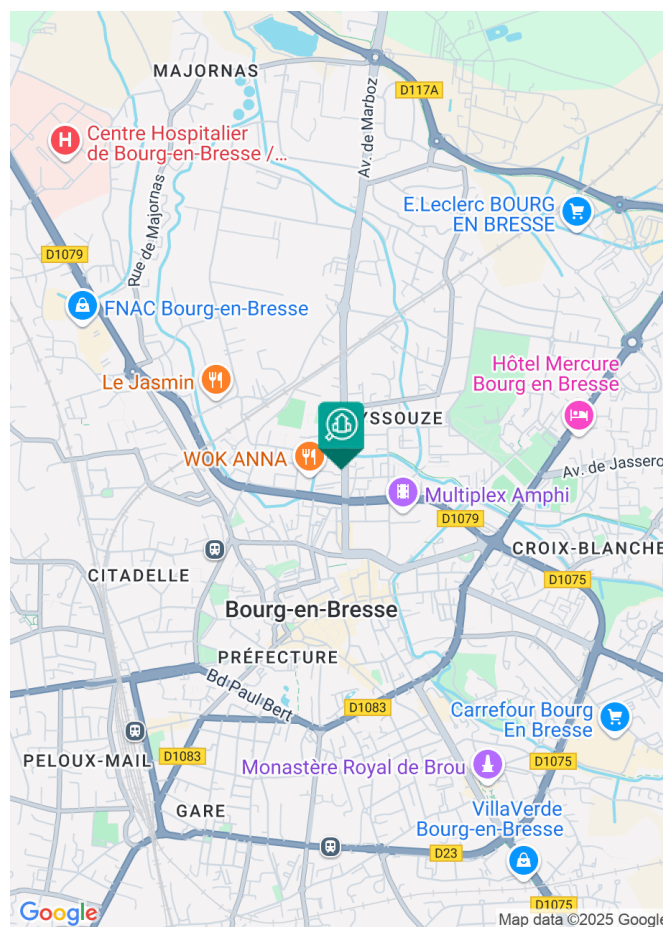 MAJORNAS
D117A
Centre Hospitalier
de Bourg-en-Bresse /...
Av. de Marboz
Rue de Majornas
E.Leclerc BOURG
EN BRESSE
D1079
FNAC Bourg-en-Bresse
Hôtel Mercure
Bourg en Bresse
Le Jasmin
YSSOUZE
WOK ANNA
Av. de Jassero
Multiplex Amphi
D1079
CROIX-BLANCHE
CITADELLE
D1075
Bourg-en-Bresse
PRÉFECTURE
Bd Paul Bert
D1083
Carrefour Bourg
En Bresse
PELOUX-MAIL
D1083
D1075
Monastère Royal de Brou
GARE
VillaVerde
Bourg-en-Bresse
D23
D1075
Google
Map data ©2025 Google